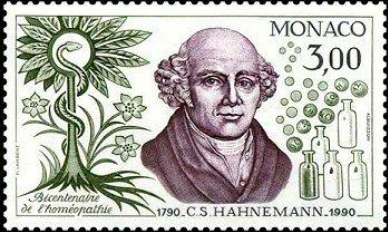 MONACO
3,00
Bicentenaire
de l'homéopathie
1790 - C.S. HAHNEMANN - 1990